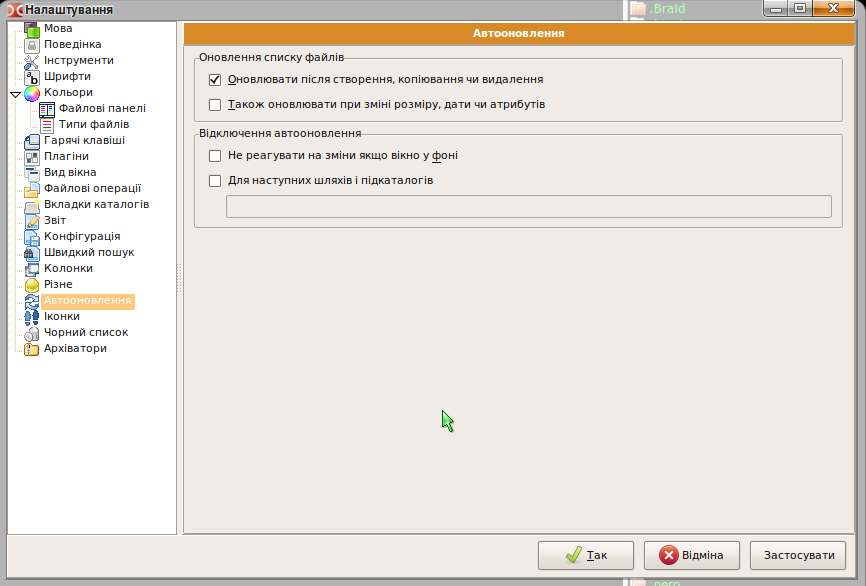 Налаштування
.Braid
Мова
Поведінка
Інструменти
Шрифти
Кольори
Файлові панелі
Типи файлів
Гарячі клавіші
Плагіни
Вид вікна
Файлові операції
Вкладки каталогів
Звіт
Конфігурація
Швидкий пошук
Колонки
Різне
Автооновлення
Іконки
Чорний список
Архіватори
Автооновлення
Оновлення списку файлів
Оновлювати після створення, копіювання чи видалення
Також оновлювати при зміні розміру, дати чи атрибутів
Відключення автооновлення
Не реагувати на зміни якщо вікно у фоні
Для наступних шляхів і підкаталогів
Так
Відміна
Застосувати